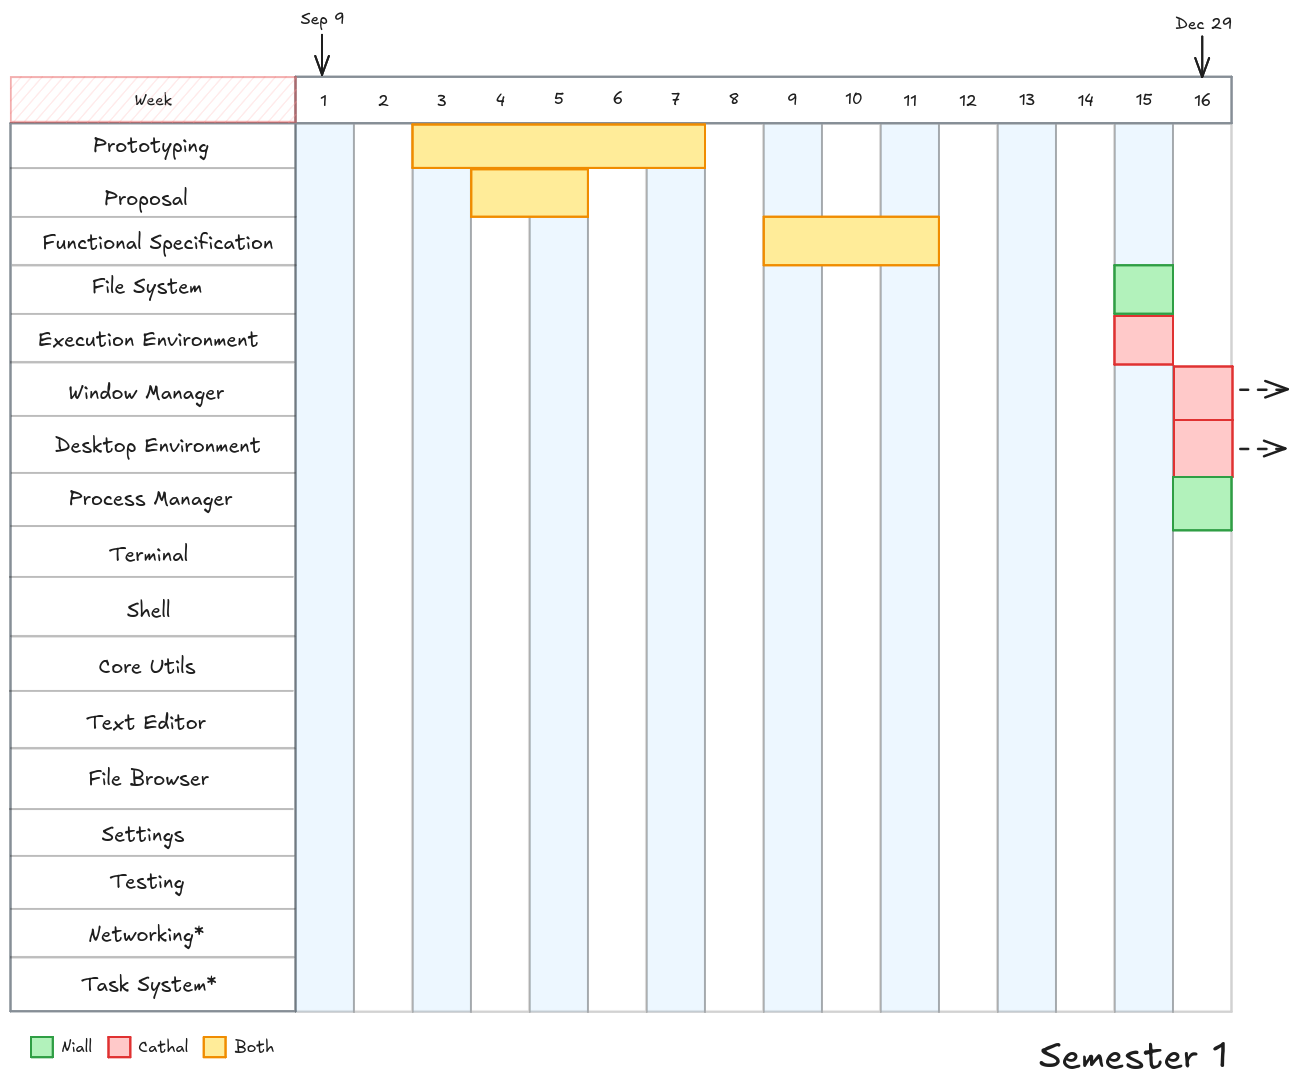 Sep 9
Dec 29
Week 1 2 3 4 5 6 7 8 9 10 11 12 13 14 15 16
Prototyping
Proposal
Functional Specification
File System
Execution Environment
Window Manager
Desktop Environment
Process Manager
Terminal
Shell
Core Utils
Text Editor
File Browser
Settings
Testing
Networking*
Task System*
Niall Cathal Both
Semester 1